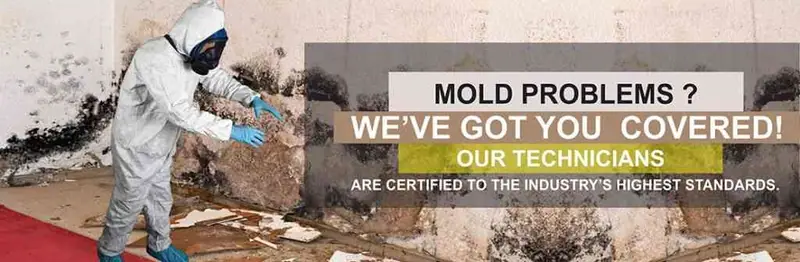 MOLD PROBLEMS ?
WE'VE GOT YOU COVERED!
OUR TECHNICIANS
ARE CERTIFIED TO THE INDUSTRY'S HIGHEST STANDARDS.